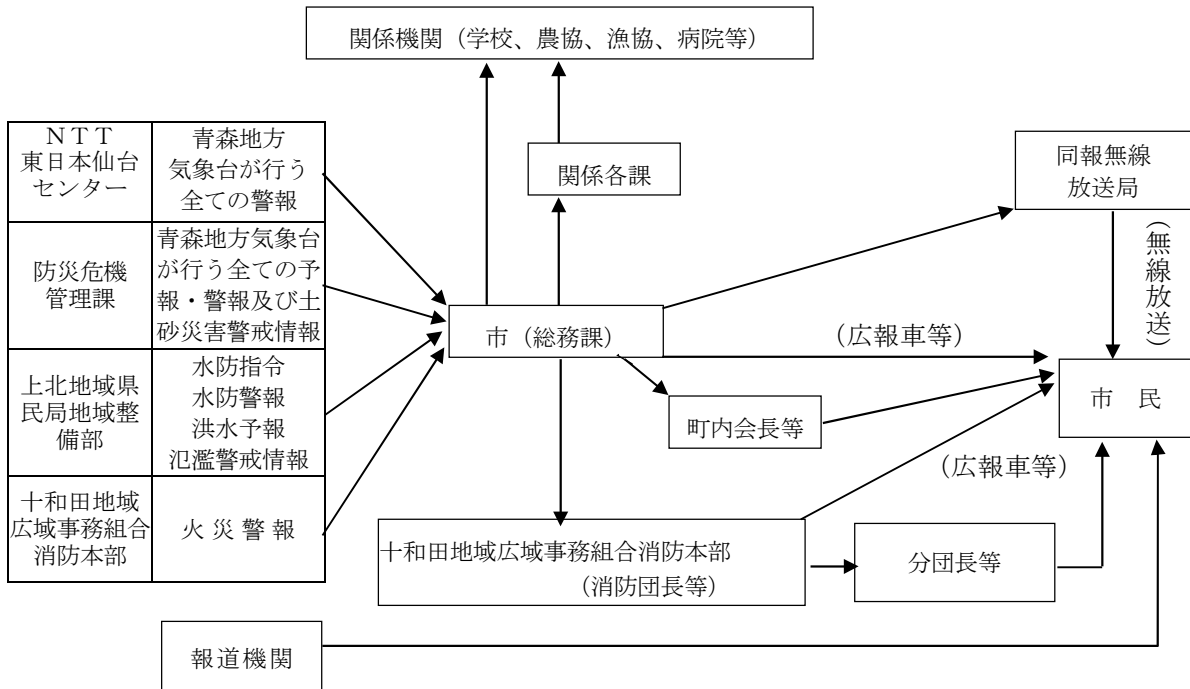 関係機関（学校、農協、漁協、病院等）
ＮＴＴ
東日本仙台
センター
青森地方
気象台が行う
全ての警報
関係各課
同報無線
放送局
（無線放送）
防災危機
管理課
青森地方気象台
が行う全ての予
報・警報及び土
砂災害警戒情報
市（総務課）
（広報車等）
上北地域県
民局地域整
備部
水防指令
水防警報
洪水予報
氾濫警戒情報
町内会長等
市　民
（広報車等）
十和田地域
広域事務組合
消防本部
火 災 警 報
十和田地域広域事務組合消防本部
（消防団長等）
分団長等
報道機関